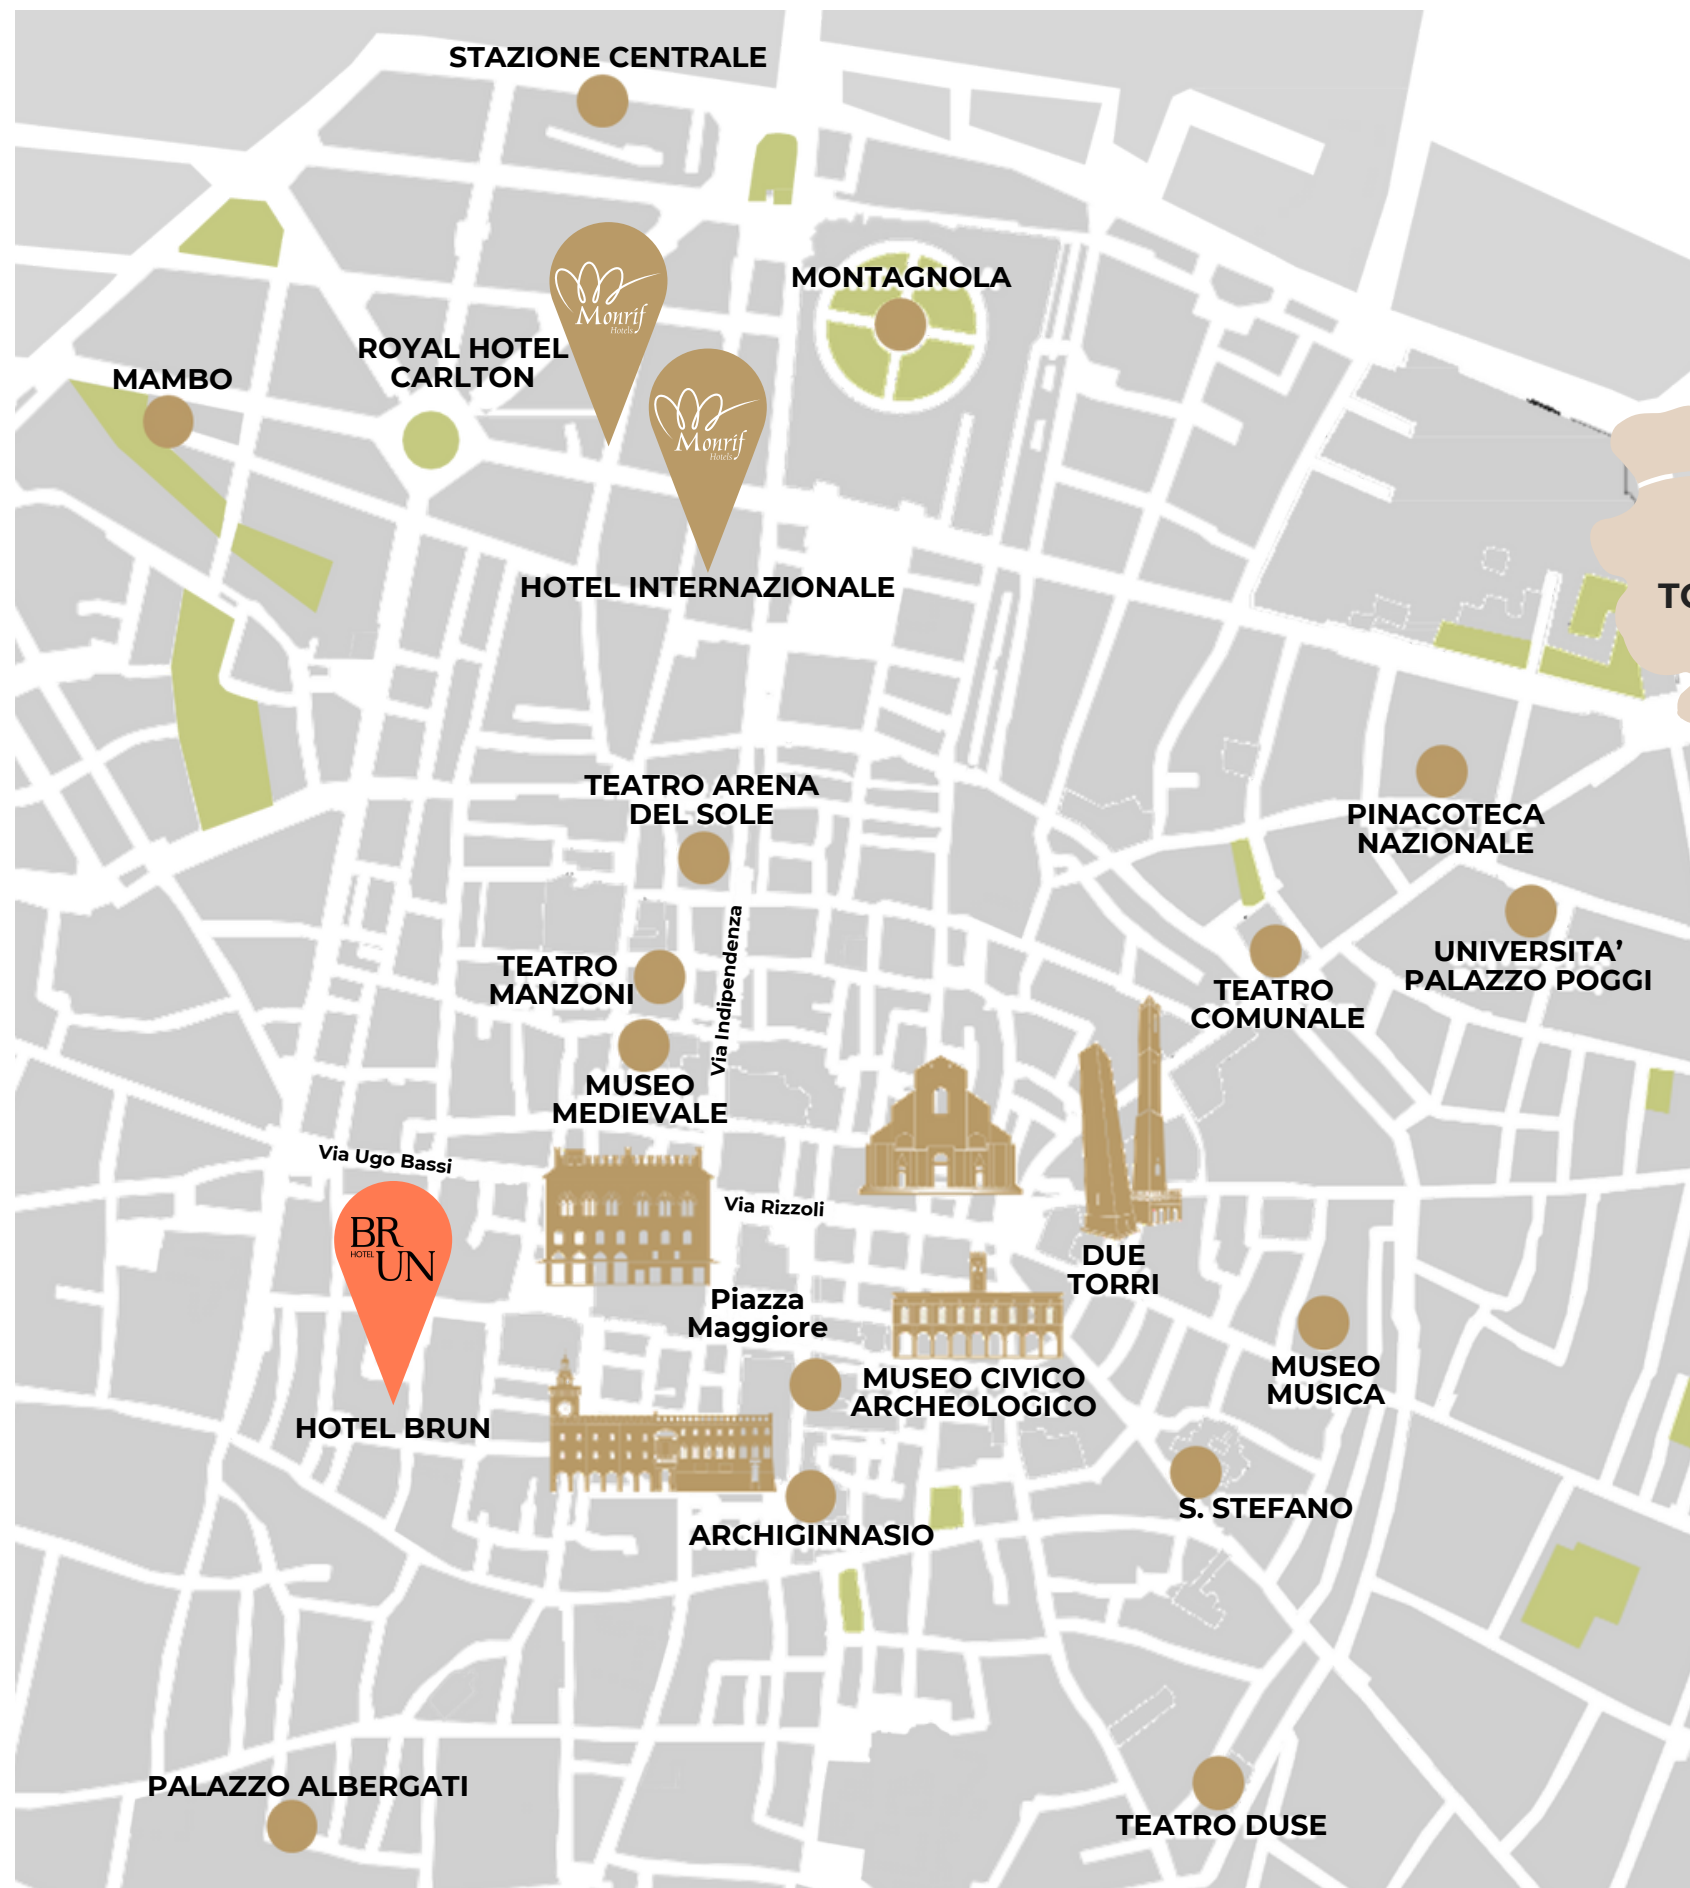 STAZIONE CENTRALE
MONTAGNOLA
Monrif
Hotels
ROYAL HOTEL
CARLTON
MAMBO
Monrif
Hotels
HOTEL INTERNAZIONALE
TEATRO ARENA
DEL SOLE
PINACOTECA
NAZIONALE
Via Indipendenza
UNIVERSITA’
PALAZZO POGGI
TEATRO
MANZONI
TEATRO
COMUNALE
MUSEO
MEDIEVALE
Via Ugo Bassi
Via Rizzoli
BR
HOTEL
UN
DUE
TORRI
Piazza
Maggiore
MUSEO CIVICO
ARCHEOLOGICO
MUSEO
MUSICA
HOTEL BRUN
S. STEFANO
ARCHIGINNASIO
PALAZZO ALBERGATI
TEATRO DUSE